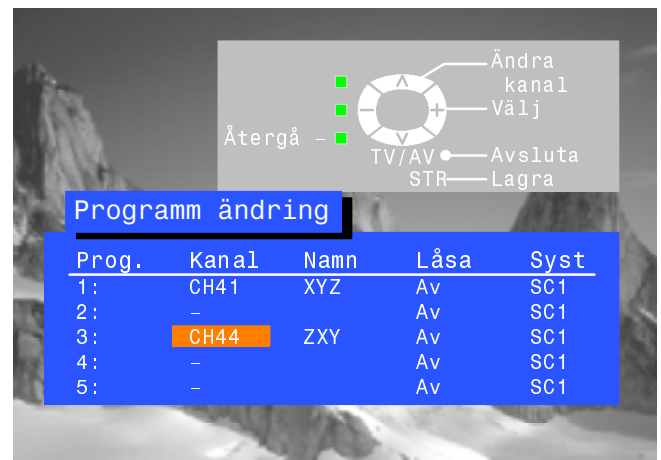 Ändra
kanal
Välj
Återgå –
TV/AV Avsluta
STR Lagra
Programm ändring
Prog. Kanal Namn Låsa Syst
1: CH41 XYZ Av SC1
2: – Av SC1
3: CH44 ZXY Av SC1
4: – Av SC1
5: – Av SC1